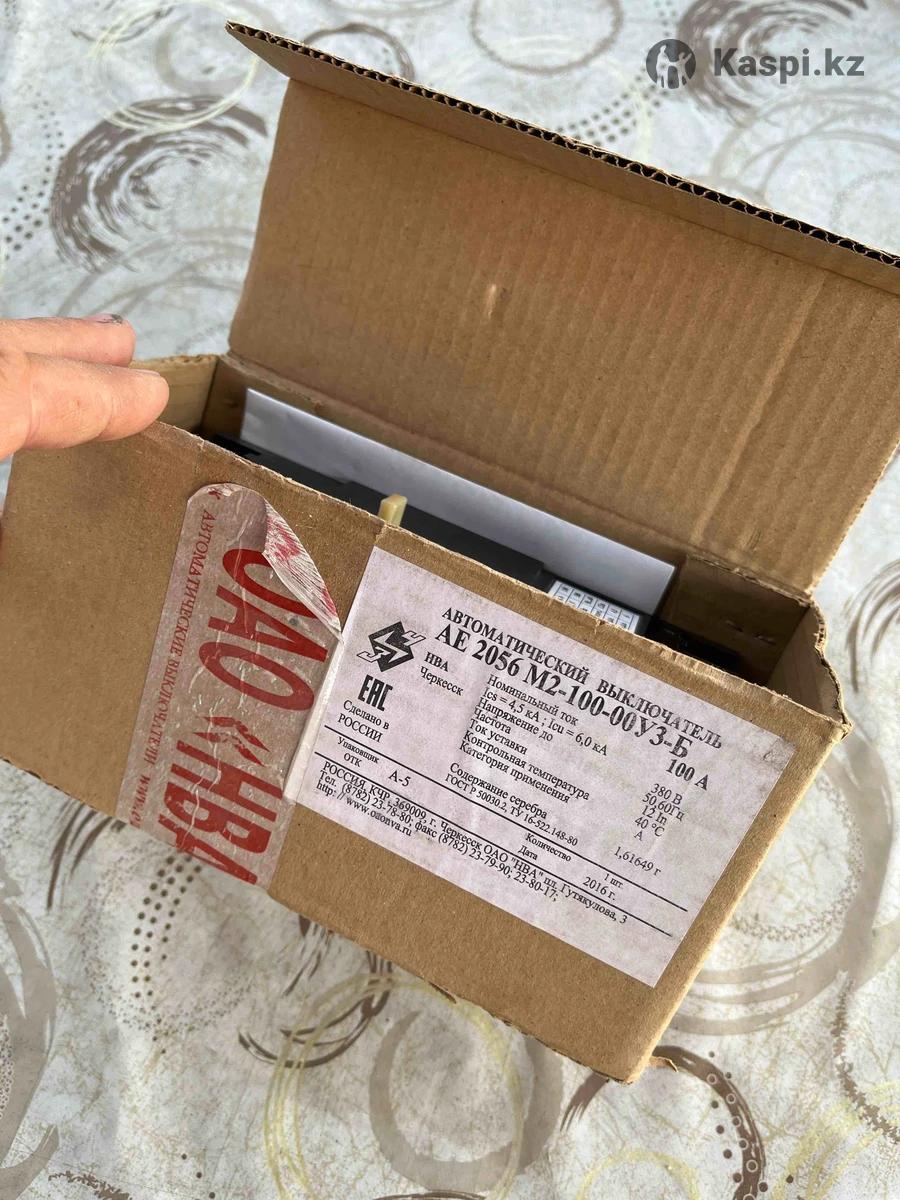 Kaspi.kz
АВТОМАТИЧЕСКИЕ ВЫКЛЮЧАТЕЛИ
ОАО «НВА
НВА
Черкесск
ЕАС
Сделано в
РОССИИ
АВТОМАТИЧЕСКИЙ ВЫКЛЮЧАТЕЛЬ
АЕ 2056 М2-100-00У3-Б
Номинальный ток 100 А
Ics = 4,5 кА ; Icu = 6,0 кА
Напряжение до 380 В
Частота 50,60Гц
Ток уставки 12 In
Контрольная температура 40 °С
Категория применения А
Содержание серебра 1,61649 г
ГОСТ Р 50030.2, ТУ 16-522.148-80
Упаковщик
ОТК А-5
Количество 1 шт.
Дата 2016 г.
РОССИЯ, КЧР, 369009, г. Черкесск ОАО "НВА" пл. Гутякулова, 3
Тел. (8782) 23-78-80; факс (8782) 23-79-90; 23-80-17;
http: // www.oaonva.ru